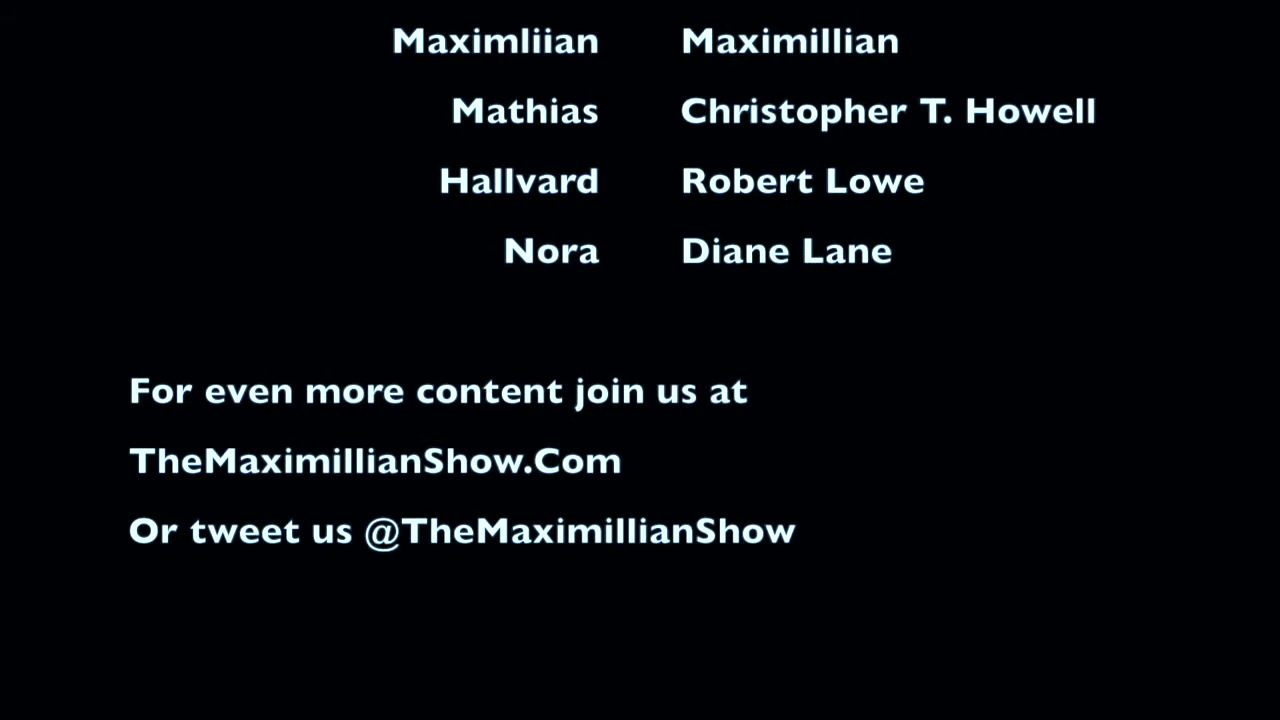 Maximliian Maximillian
Mathias Christopher T. Howell
Hallvard Robert Lowe
Nora Diane Lane
For even more content join us at
TheMaximillianShow.Com
Or tweet us @TheMaximillianShow